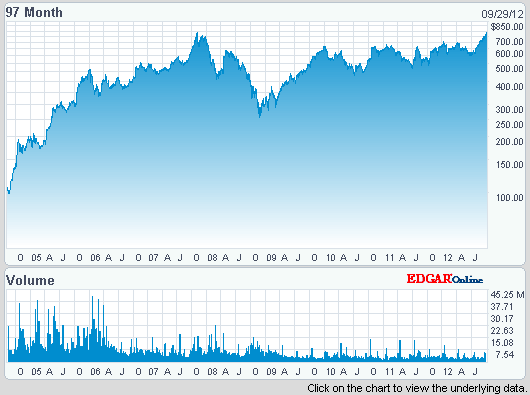 97 Month
09/29/12
$850.00
700.00
600.00
500.00
400.00
300.00
250.00
200.00
150.00
100.00
O 05 A J O 06 A J O 07 A J O 08 A J O 09 A J O 10 A J O 11 A J O 12 A J
Volume
EDGAR Online
45.25 M
37.71
30.17
22.63
15.08
7.54
O 05 A J O 06 A J O 07 A J O 08 A J O 09 A J O 10 A J O 11 A J O 12 A J
Click on the chart to view the underlying data.